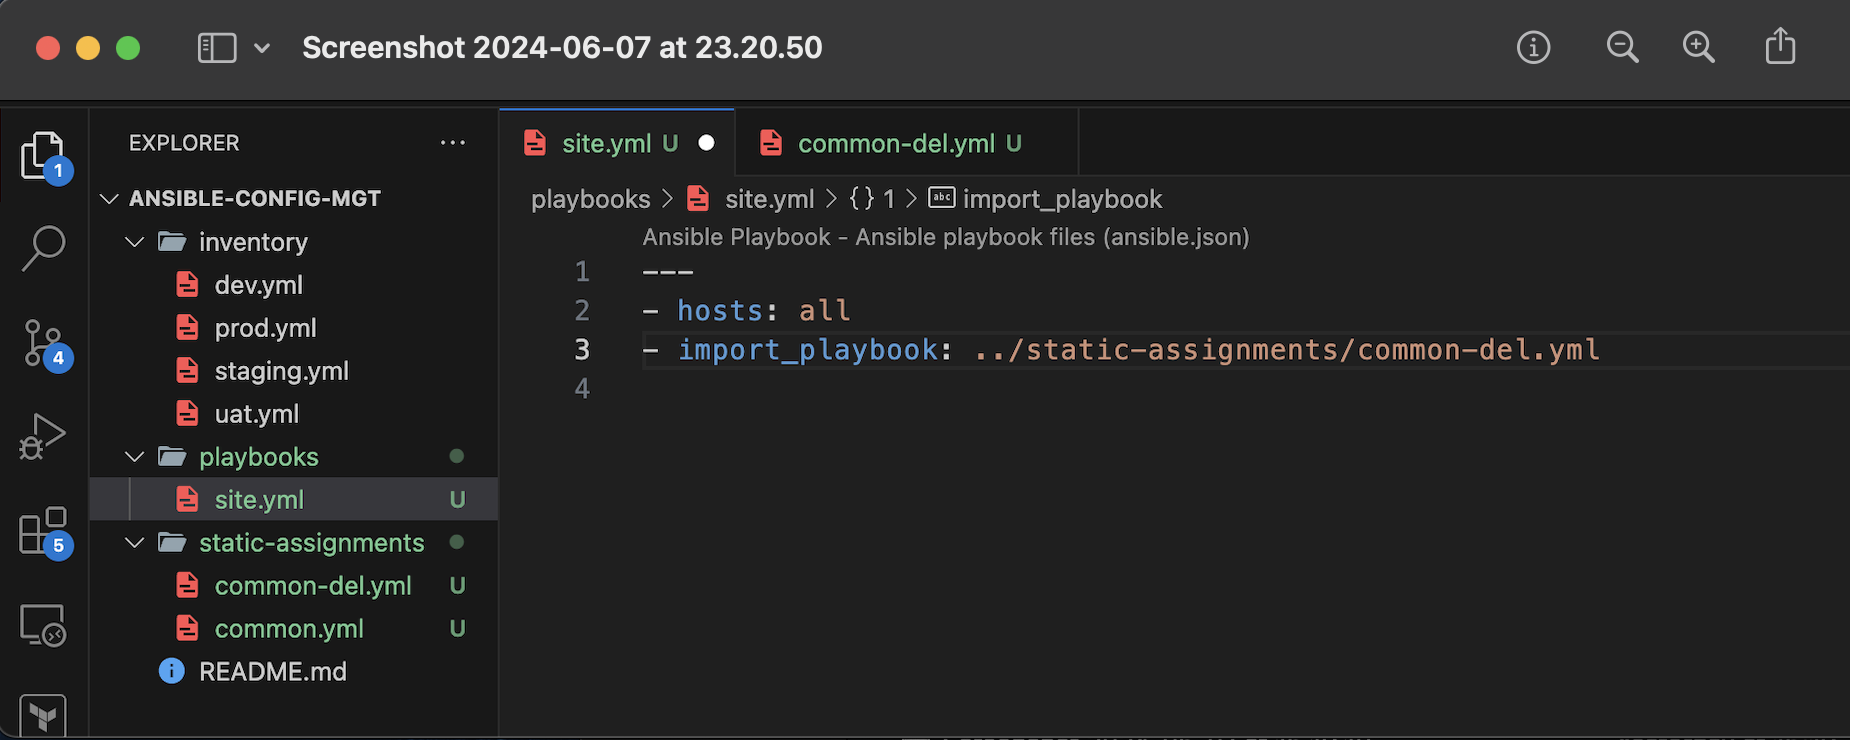 Screenshot 2024-06-07 at 23.20.50
1
4
5
EXPLORER
ANSIBLE-CONFIG-MGT
inventory
dev.yml
prod.yml
staging.yml
uat.yml
playbooks
site.yml U
static-assignments
common-del.yml U
common.yml U
README.md
site.yml U common-del.yml U
playbooks > site.yml > {} 1 > abc import_playbook
Ansible Playbook - Ansible playbook files (ansible.json)
1 ---
2 - hosts: all
3 - import_playbook: ../static-assignments/common-del.yml
4